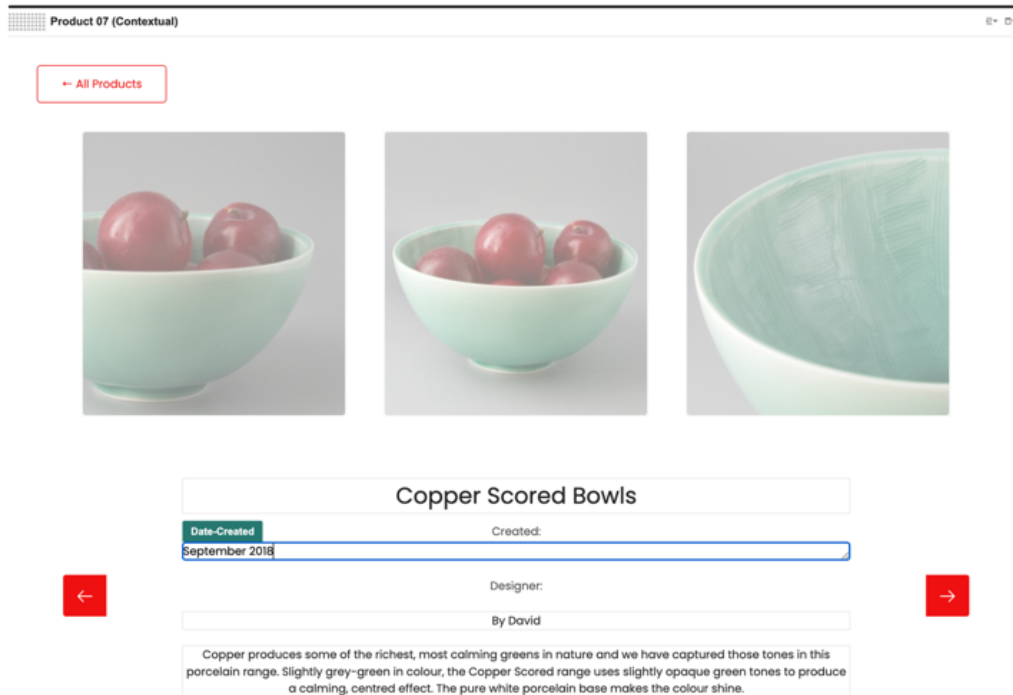 Product 07 (Contextual)
← All Products
Copper Scored Bowls
Date-Created
Created:
September 2018
Designer:
By David
Copper produces some of the richest, most calming greens in nature and we have captured those tones in this
porcelain range. Slightly grey-green in colour, the Copper Scored range uses slightly opaque green tones to produce
a calming, centred effect. The pure white porcelain base makes the colour shine.